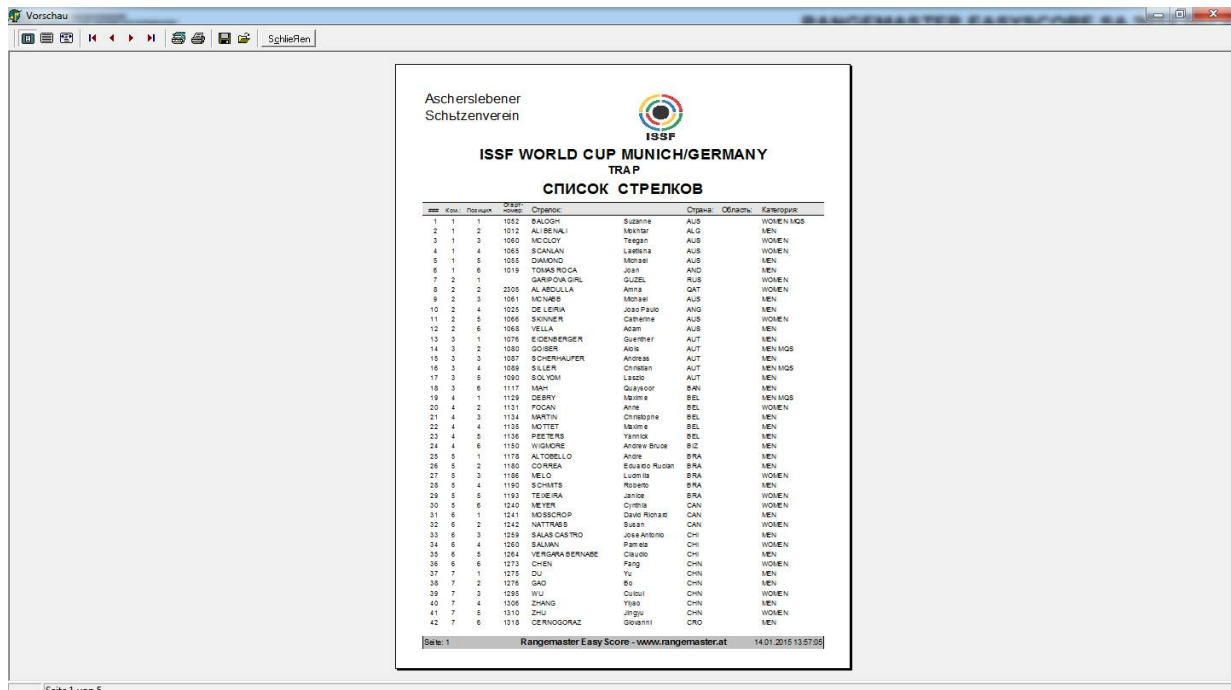 Vorschau
SchlieЯen
Ascherslebener
Schьtzenverein
ISSF
ISSF WORLD CUP MUNICH/GERMANY
TRAP
СПИСОК СТРЕЛКОВ
### Ком.: Позиция Старт-номер: Стрелок: Страна: Область: Категория:
1 1 1 1052 BALOGH Suzanne AUS WOMEN MQS
2 1 2 1012 ALI BENALI Mokhtar ALG MEN
3 1 3 1060 MCCLOY Teegan AUS WOMEN
4 1 4 1065 SCANLAN Laetisha AUS WOMEN
5 1 5 1055 DIAMOND Michael AUS MEN
6 1 6 1019 TOMAS ROCA Joan AND MEN
7 2 1 GARIPOVA GIRL GUZEL RUS WOMEN
8 2 2 2305 AL ABDULLA Amna QAT WOMEN
9 2 3 1061 MCNABB Michael AUS MEN
10 2 4 1025 DE LEIRIA Joao Paulo ANG MEN
11 2 5 1066 SKINNER Catherine AUS WOMEN
12 2 6 1068 VELLA Adam AUS MEN
13 3 1 1076 EIDENBERGER Guenther AUT MEN
14 3 2 1080 GOISER Alois AUT MEN MQS
15 3 3 1087 SCHERHAUFER Andreas AUT MEN
16 3 4 1089 SILLER Christian AUT MEN MQS
17 3 5 1090 SOLYOM Laszlo AUT MEN
18 3 6 1117 MAH Quaysoor BAN MEN
19 4 1 1129 DEBRY Maxime BEL MEN MQS
20 4 2 1131 FOCAN Anne BEL WOMEN
21 4 3 1134 MARTIN Christophe BEL MEN
22 4 4 1135 MOTTET Maxime BEL MEN
23 4 5 1136 PEETERS Yannick BEL MEN
24 4 6 1150 WIGMORE Andrew Bruce BIZ MEN
25 5 1 1178 ALTOBELLO Andre BRA MEN
26 5 2 1180 CORREA Eduardo Rucian BRA MEN
27 5 3 1186 MELO Ludmila BRA WOMEN
28 5 4 1190 SCHMITS Roberto BRA MEN
29 5 5 1193 TEIXEIRA Janice BRA WOMEN
30 5 6 1240 MEYER Cynthia CAN WOMEN
31 6 1 1241 MOSSCROP David Richard CAN MEN
32 6 2 1242 NATTRASS Susan CAN WOMEN
33 6 3 1259 SALAS CASTRO Jose Antonio CHI MEN
34 6 4 1260 SALMAN Pamela CHI WOMEN
35 6 5 1264 VERGARA BERNABE Claudio CHI MEN
36 6 6 1273 CHEN Fang CHN WOMEN
37 7 1 1275 DU Yu CHN MEN
38 7 2 1276 GAO Bo CHN MEN
39 7 3 1295 WU Cuicui CHN WOMEN
40 7 4 1306 ZHANG Yijao CHN MEN
41 7 5 1310 ZHU Jingyu CHN WOMEN
42 7 6 1318 CERNOGORAZ Giovanni CRO MEN
Seite: 1 Rangemaster Easy Score - www.rangemaster.at 14.01.2015 13:57:05
Seite 1 von 5